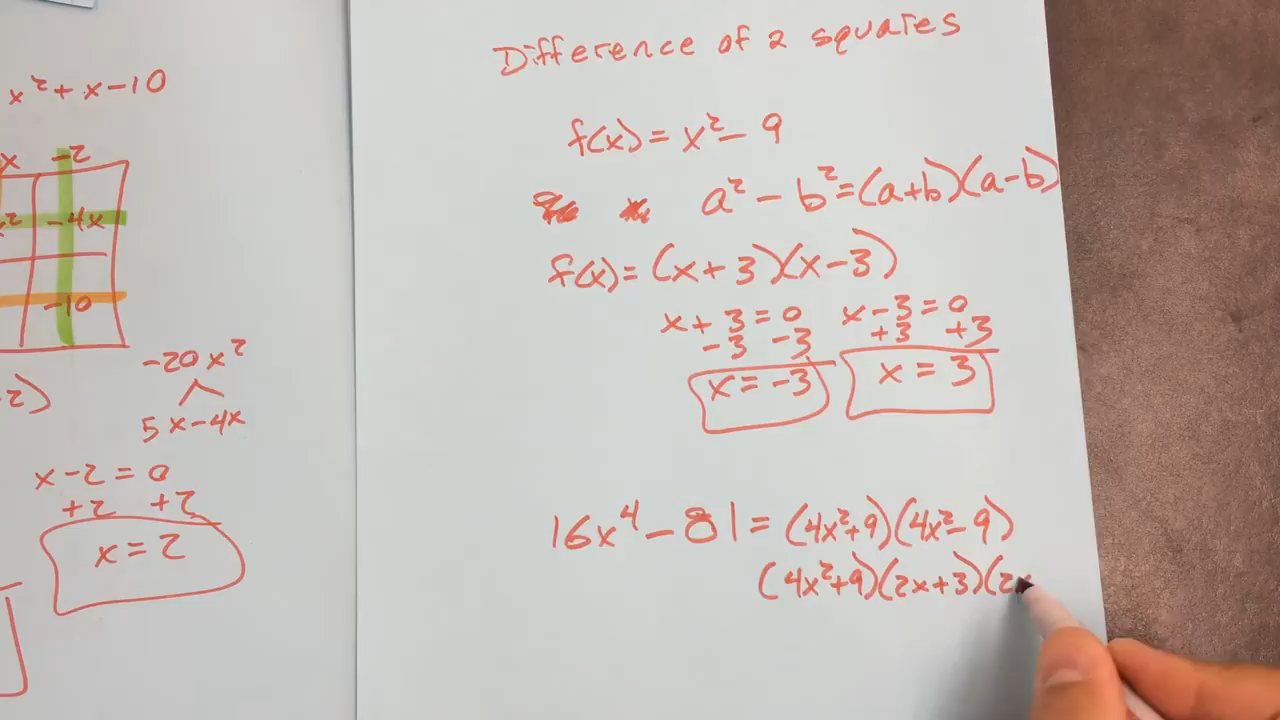 x² + x - 10
x -2
-4x
-10
-20x²
5x-4x
x-2 = 0
+2 +2
x = 2
Difference of 2 squares
f(x) = x² - 9
a² - b² = (a+b)(a-b)
f(x) = (x+3)(x-3)
x + 3 = 0 x - 3 = 0
-3 -3 +3 +3
x = -3 x = 3
16x⁴ - 81 = (4x²+9)(4x²-9)
(4x²+9)(2x+3)(2